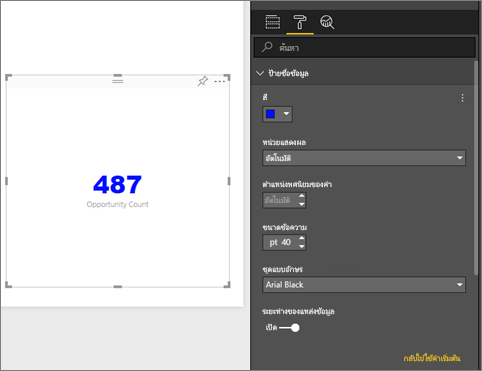 ค้นหา
ป้ายชื่อข้อมูล
สี
หน่วยแสดงผล
อัตโนมัติ
ตำแหน่งทศนิยมของค่า
อัตโนมัติ
ขนาดข้อความ
pt 40
ชุดแบบอักษร
Arial Black
ระยะห่างของแหล่งข้อมูล
เปิด
กลับไปใช้ค่าเริ่มต้น
487
Opportunity Count